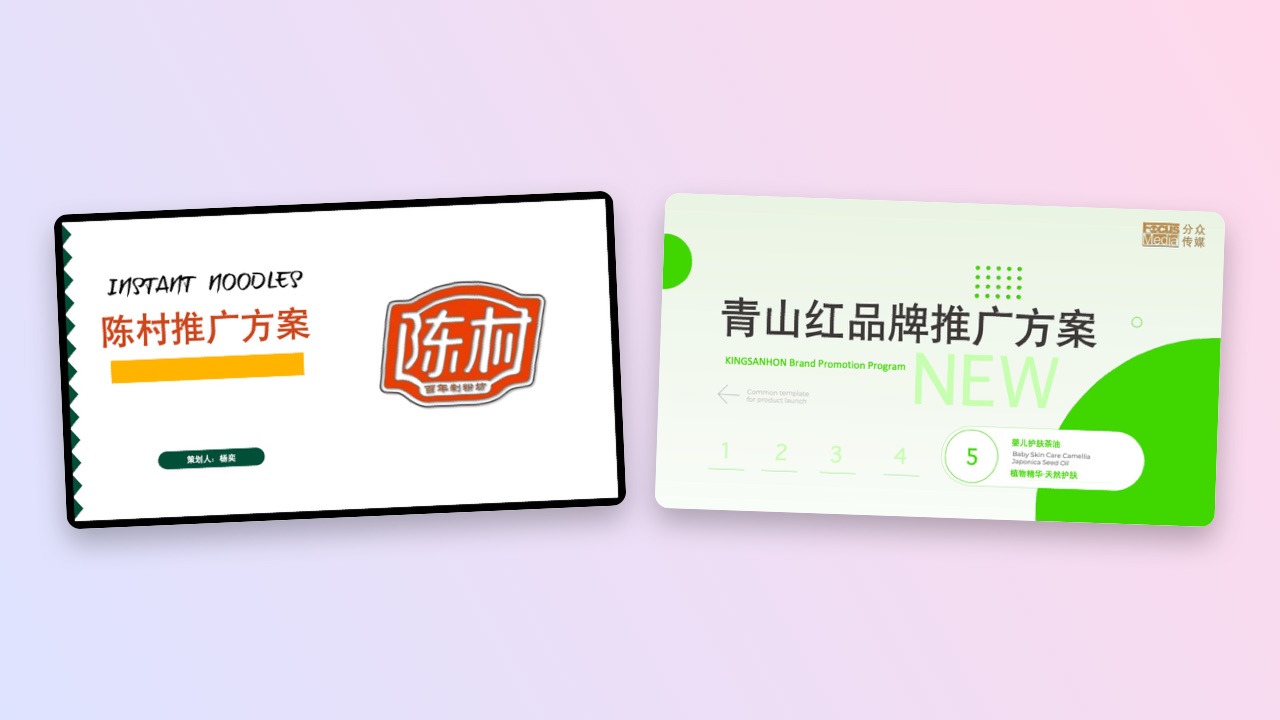 INSTANT NOODLES
陈村推广方案
策划人：杨奕
陈村
Focus Media
分众
传媒
青山红品牌推广方案
KINGSANHON Brand Promotion Program
NEW
Common template
for product launch
1 2 3 4 5
婴儿护肤茶油
Baby Skin Care Camellia
Japonica Seed Oil
植物精华·天然护肤